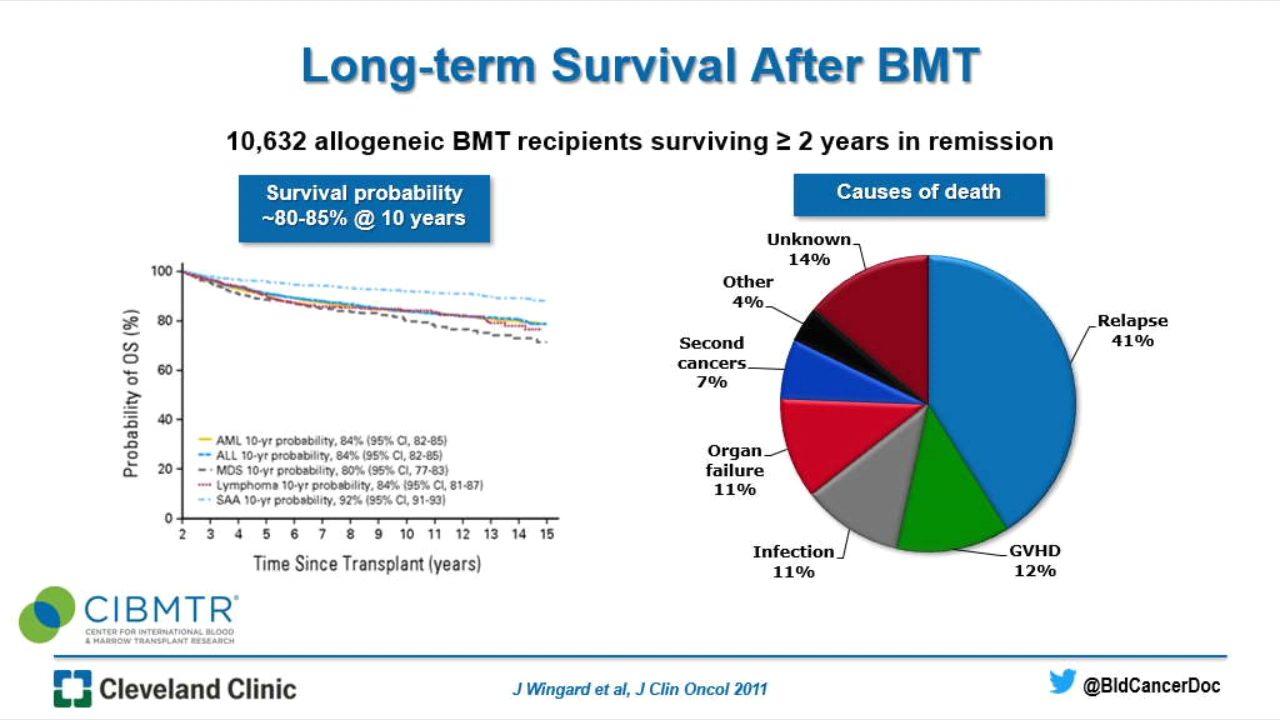 Long-term Survival After BMT
10,632 allogeneic BMT recipients surviving ≥ 2 years in remission
Survival probability
~80-85% @ 10 years
Causes of death
100
80
60
40
20
0
Probability of OS (%)
AML 10-yr probability, 84% (95% CI, 82-85)
ALL 10-yr probability, 84% (95% CI, 82-85)
MDS 10-yr probability, 80% (95% CI, 77-83)
Lymphoma 10-yr probability, 84% (95% CI, 81-87)
SAA 10-yr probability, 92% (95% CI, 91-93)
2 3 4 5 6 7 8 9 10 11 12 13 14 15
Time Since Transplant (years)
Unknown
14%
Other
4%
Second
cancers
7%
Organ
failure
11%
Infection
11%
GVHD
12%
Relapse
41%
CIBMTR®
CENTER FOR INTERNATIONAL BLOOD
& MARROW TRANSPLANT RESEARCH
Cleveland Clinic
J Wingard et al, J Clin Oncol 2011
@BldCancerDoc